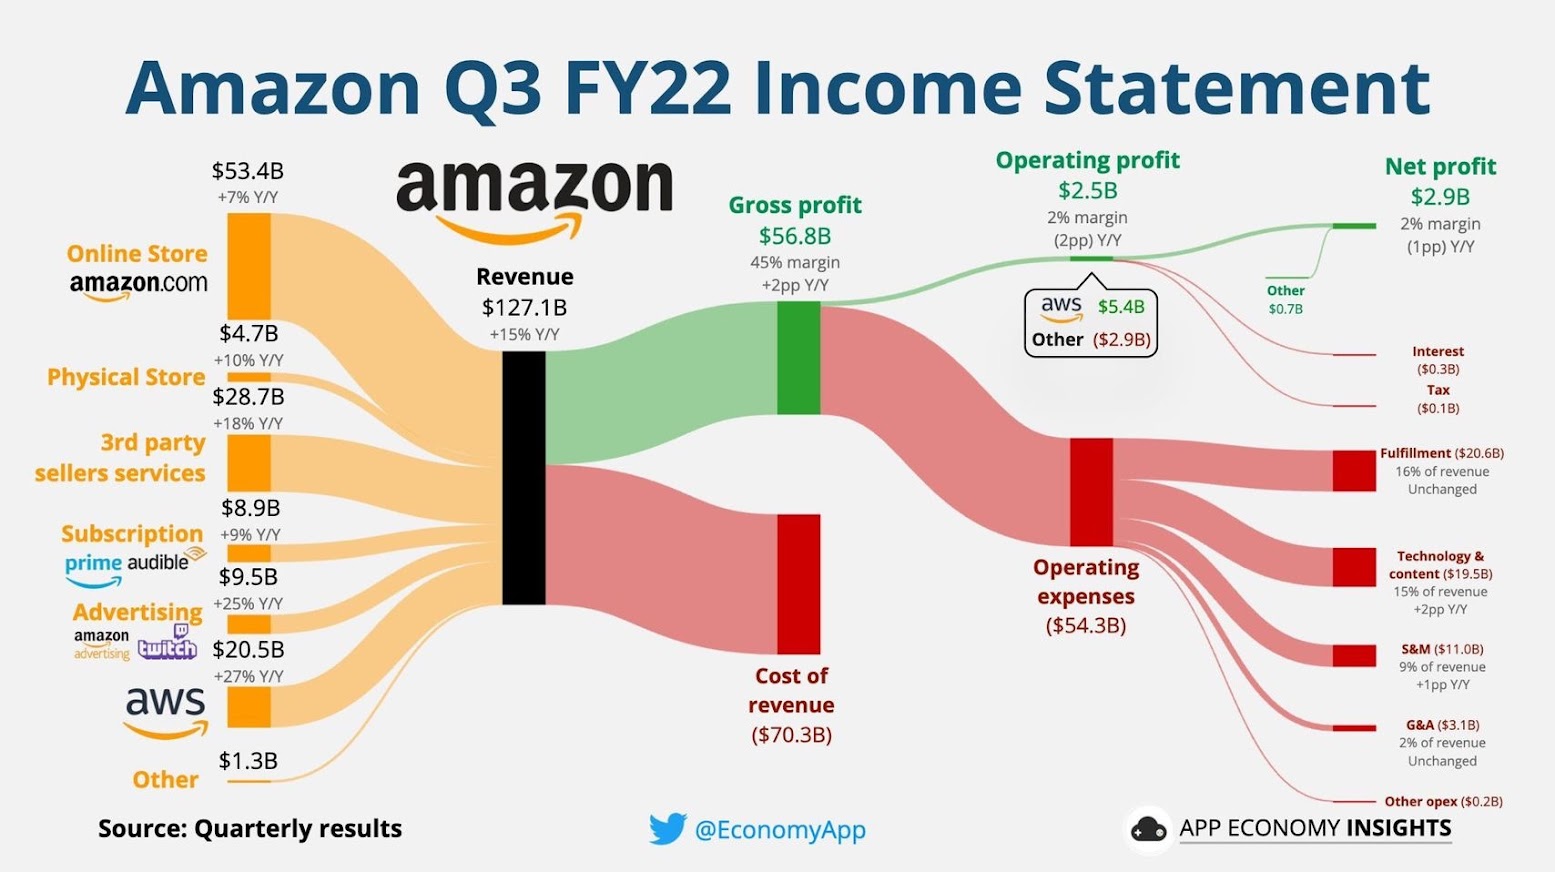 Amazon Q3 FY22 Income Statement
$53.4B
+7% Y/Y
Online Store
amazon.com
$4.7B
+10% Y/Y
Physical Store
$28.7B
+18% Y/Y
3rd party
sellers services
$8.9B
+9% Y/Y
Subscription
prime audible
$9.5B
+25% Y/Y
Advertising
amazon
advertising
twitch
$20.5B
+27% Y/Y
aws
$1.3B
Other
amazon
Revenue
$127.1B
+15% Y/Y
Gross profit
$56.8B
45% margin
+2pp Y/Y
Cost of
revenue
($70.3B)
Operating profit
$2.5B
2% margin
(2pp) Y/Y
aws $5.4B
Other ($2.9B)
Operating
expenses
($54.3B)
Net profit
$2.9B
2% margin
(1pp) Y/Y
Other
$0.7B
Interest
($0.3B)
Tax
($0.1B)
Fulfillment ($20.6B)
16% of revenue
Unchanged
Technology &
content ($19.5B)
15% of revenue
+2pp Y/Y
S&M ($11.0B)
9% of revenue
+1pp Y/Y
G&A ($3.1B)
2% of revenue
Unchanged
Other opex ($0.2B)
Source: Quarterly results
@EconomyApp
APP ECONOMY INSIGHTS